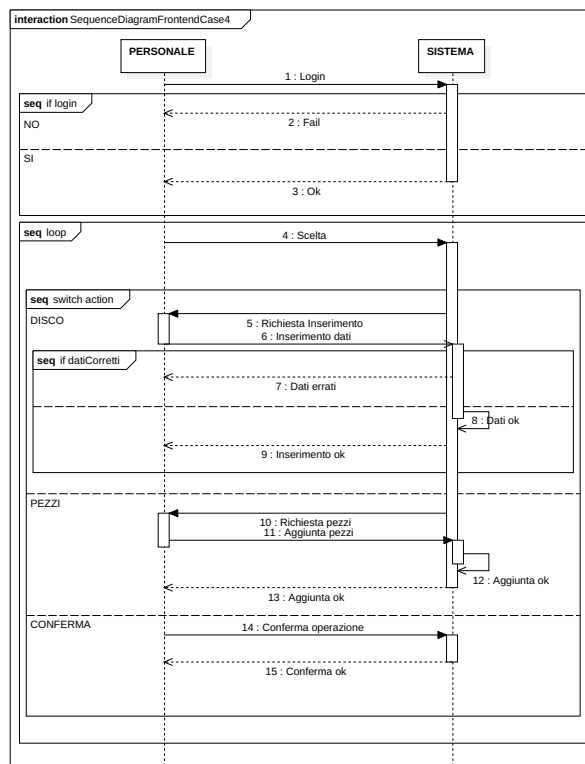 interaction SequenceDiagramFrontendCase4
PERSONALE
SISTEMA
1 : Login
seq if login
NO
2 : Fail
SI
3 : Ok
seq loop
4 : Scelta
seq switch action
DISCO
5 : Richiesta Inserimento
6 : Inserimento dati
seq if datiCorretti
7 : Dati errati
8 : Dati ok
9 : Inserimento ok
PEZZI
10 : Richiesta pezzi
11 : Aggiunta pezzi
12 : Aggiunta ok
13 : Aggiunta ok
CONFERMA
14 : Conferma operazione
15 : Conferma ok